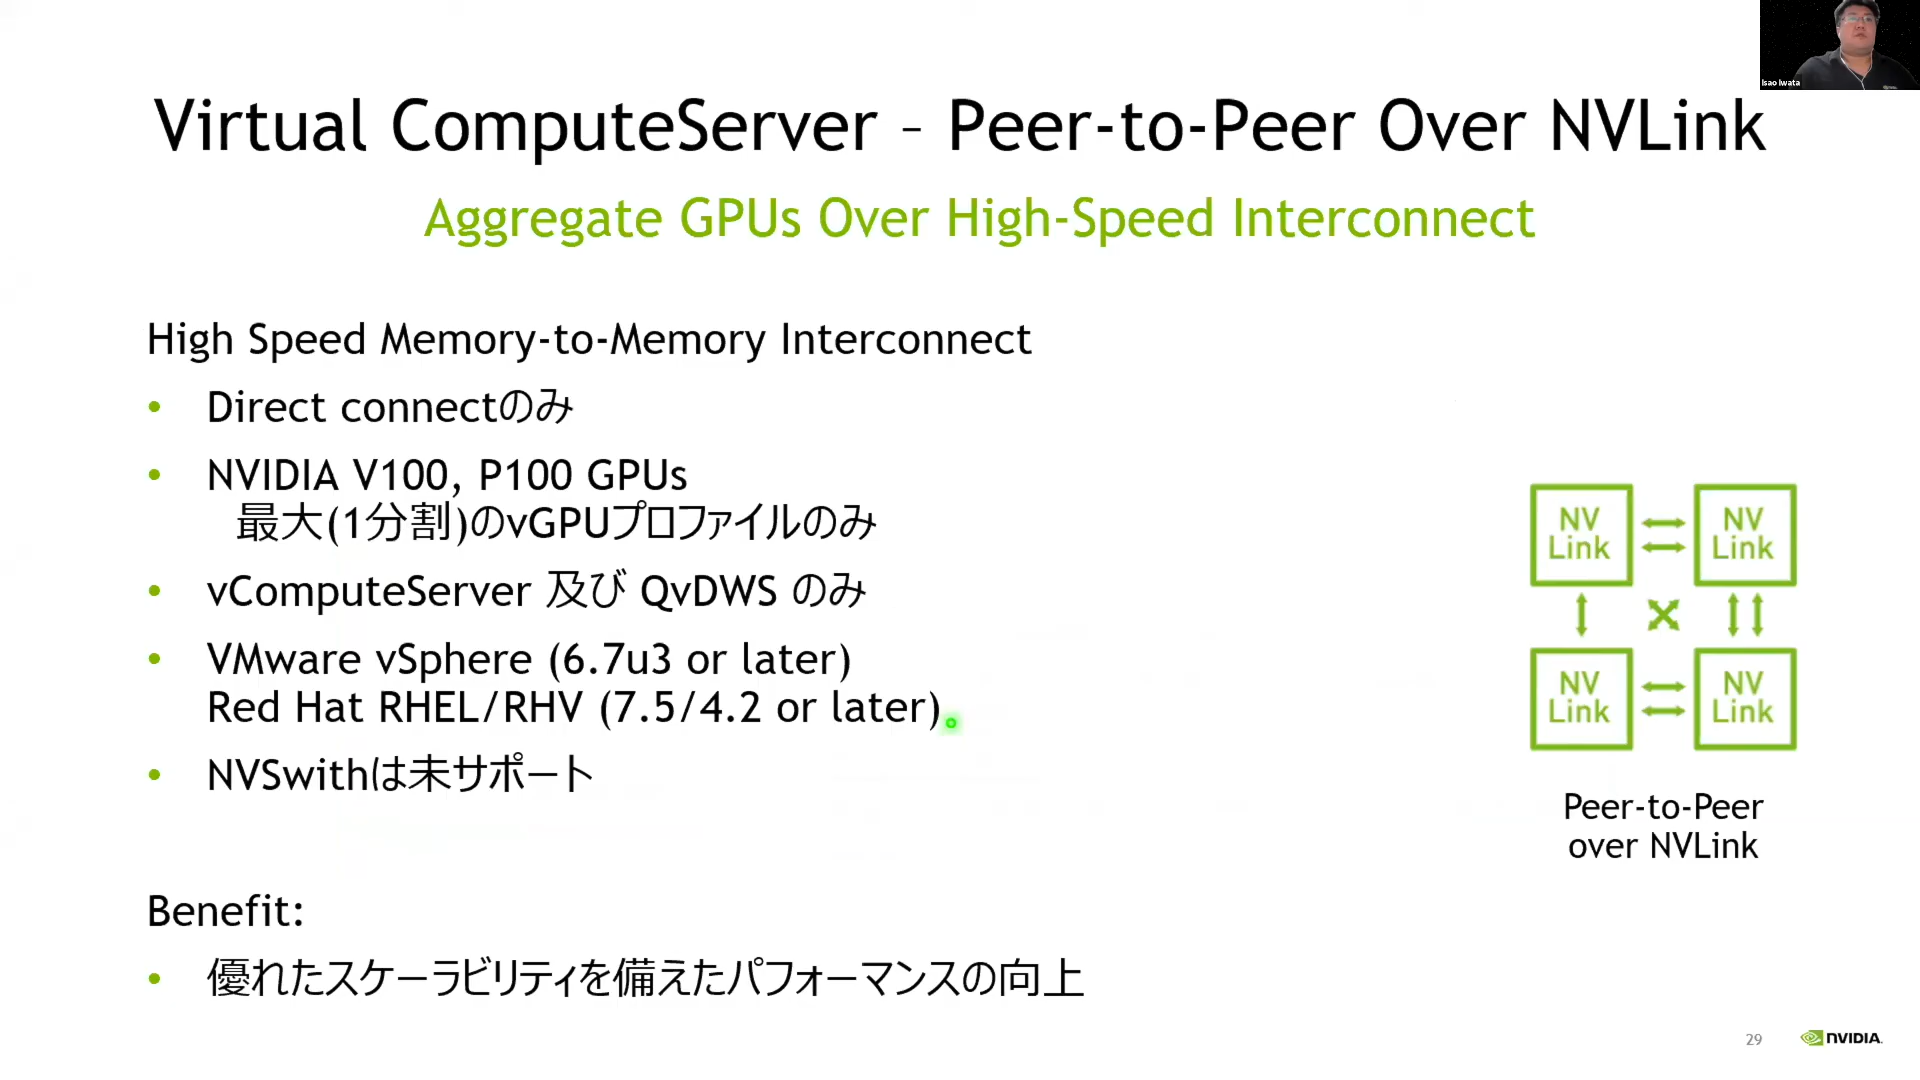 Isao Iwata
Virtual ComputeServer – Peer-to-Peer Over NVLink
Aggregate GPUs Over High-Speed Interconnect
High Speed Memory-to-Memory Interconnect
• Direct connectのみ
• NVIDIA V100, P100 GPUs
最大(1分割)のvGPUプロファイルのみ
• vComputeServer 及び QvDWS のみ
• VMware vSphere (6.7u3 or later)
Red Hat RHEL/RHV (7.5/4.2 or later)
• NVSwithは未サポート
NV
Link
NV
Link
NV
Link
NV
Link
Peer-to-Peer
over NVLink
Benefit:
• 優れたスケーラビリティを備えたパフォーマンスの向上
29
NVIDIA.